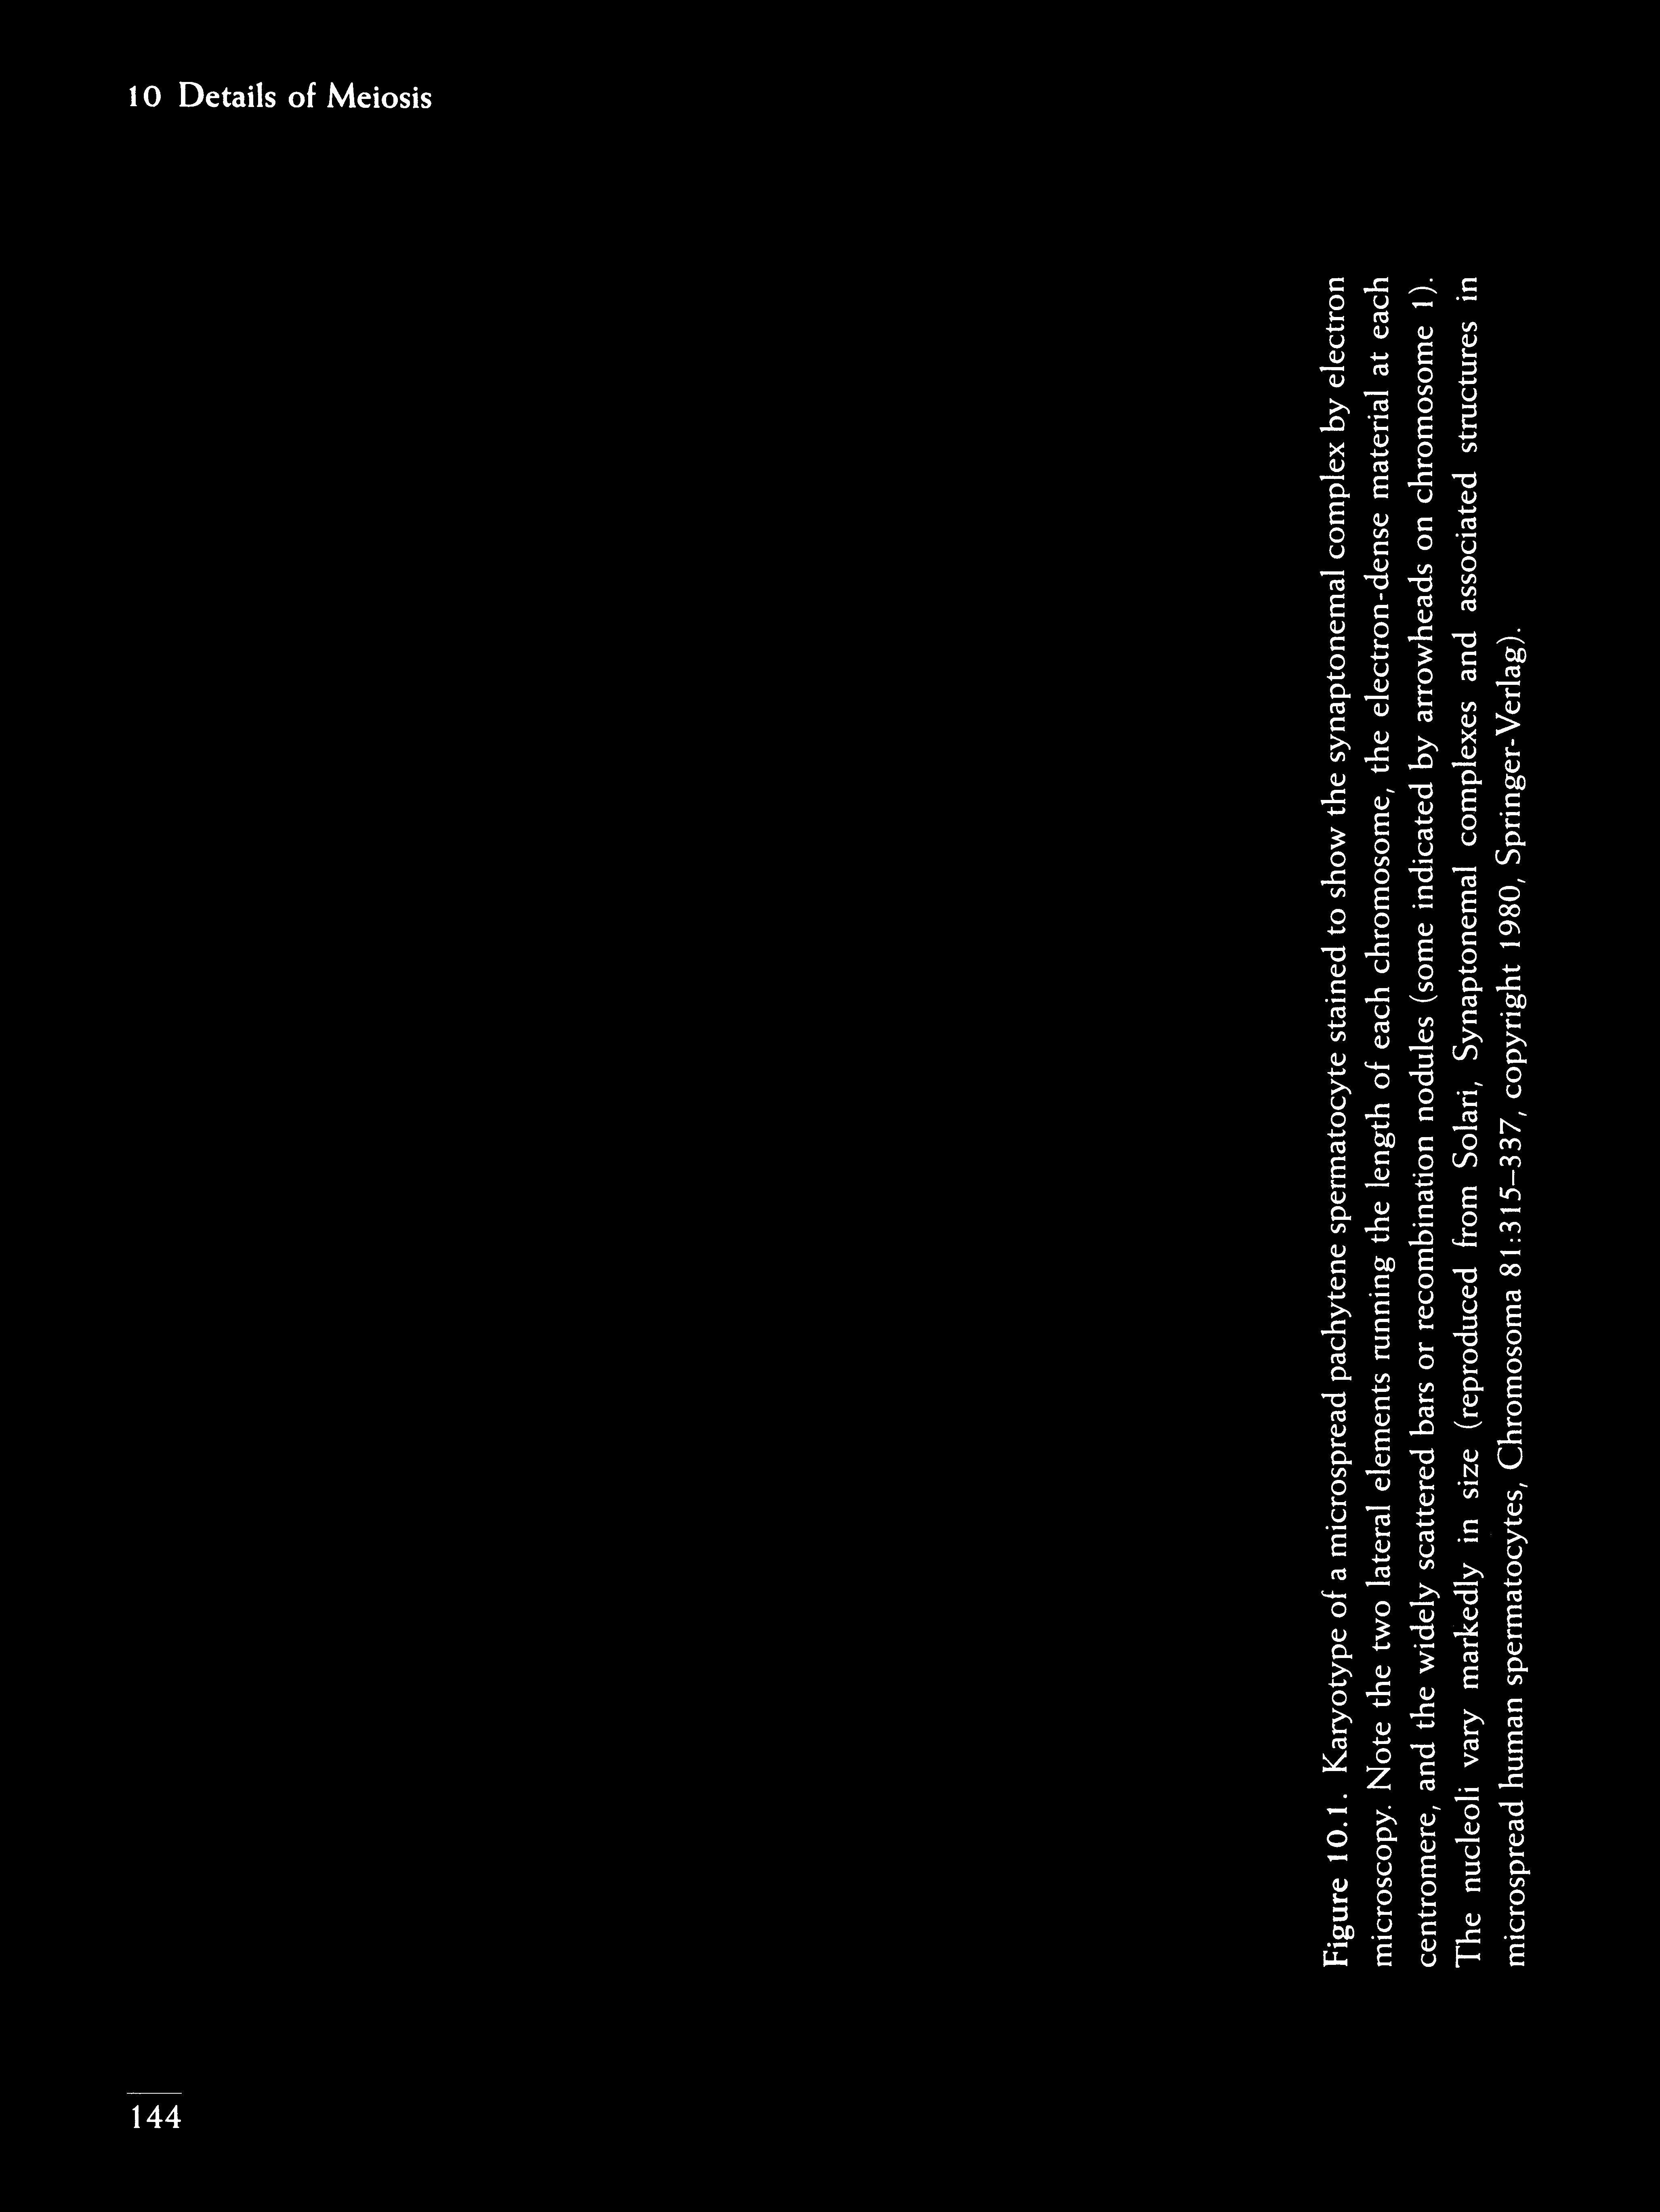 10 Details of Meiosis
Figure 10.1. Karyotype of a microspread pachytene spermatocyte stained to show the synaptonemal complex by electron
microscopy. Note the two lateral elements running the length of each chromosome, the electron-dense material at each
centromere, and the widely scattered bars or recombination nodules (some indicated by arrowheads on chromosome 1).
The nucleoli vary markedly in size (reproduced from Solari, Synaptonemal complexes and associated structures in
microspread human spermatocytes, Chromosoma 81:315–337, copyright 1980, Springer-Verlag).
144